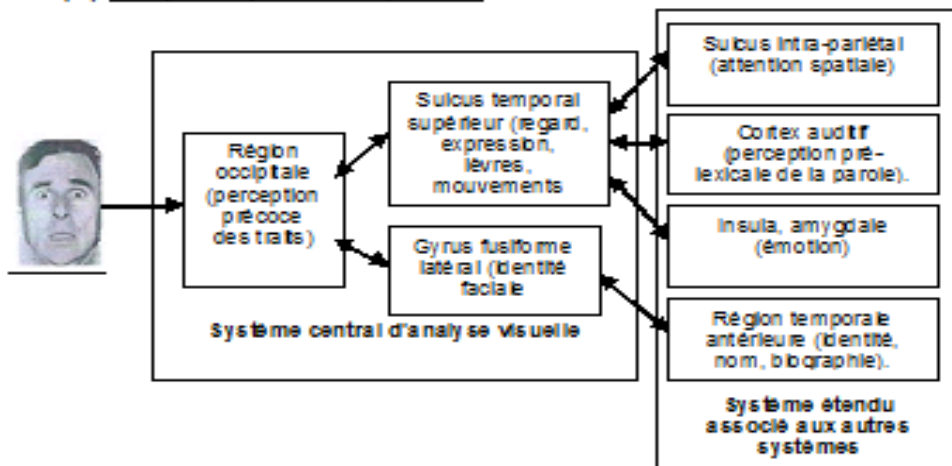 Région
occipitale
(perception
précoce
des traits)
Sulcus temporal
supérieur (regard,
expression,
lèvres,
mouvements
Gyrus fusiforme
latéral (identité
faciale
Système central d'analyse visuelle
Sulcus intra-pariétal
(attention spatiale)
Cortex auditif
(perception pré-
lexicale de la parole).
Insula, amygdale
(émotion)
Région temporale
antérieure (identité,
nom, biographie).
Système étendu
associé aux autres
systèmes